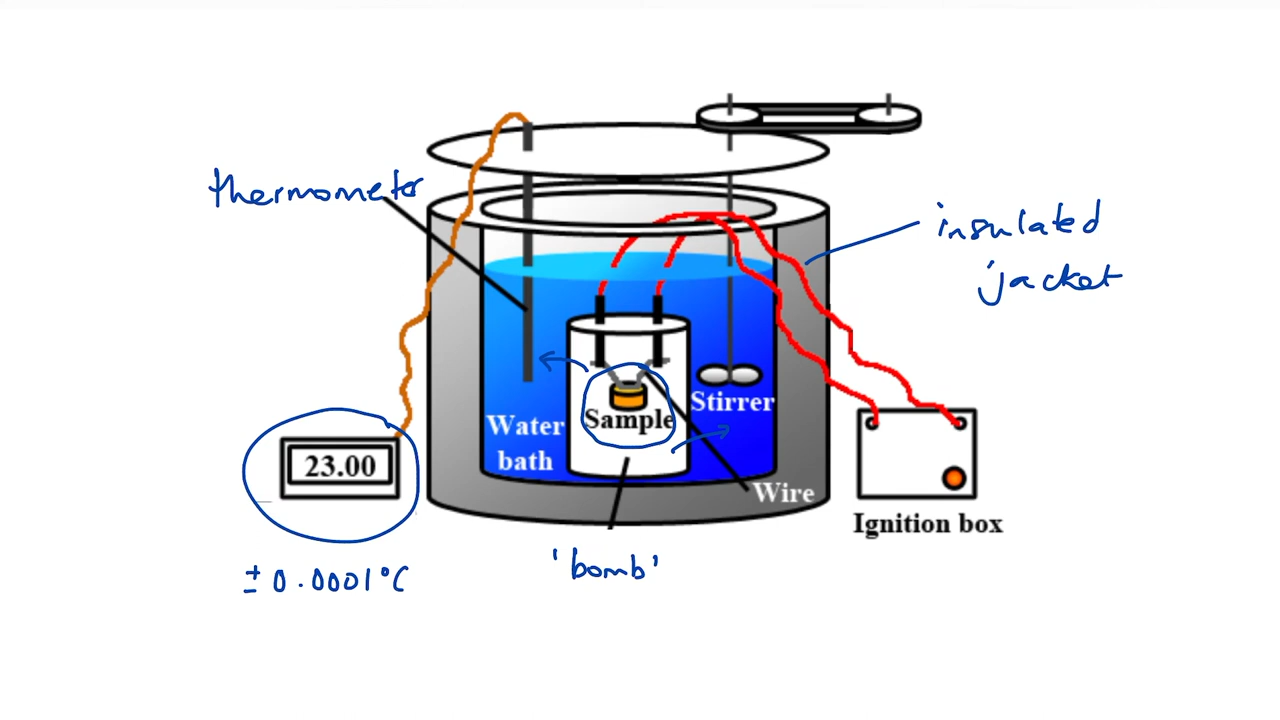 thermometer
insulated
jacket
Sample
Stirrer
Water
bath
23.00
Wire
Ignition box
'bomb'
± 0.0001°C